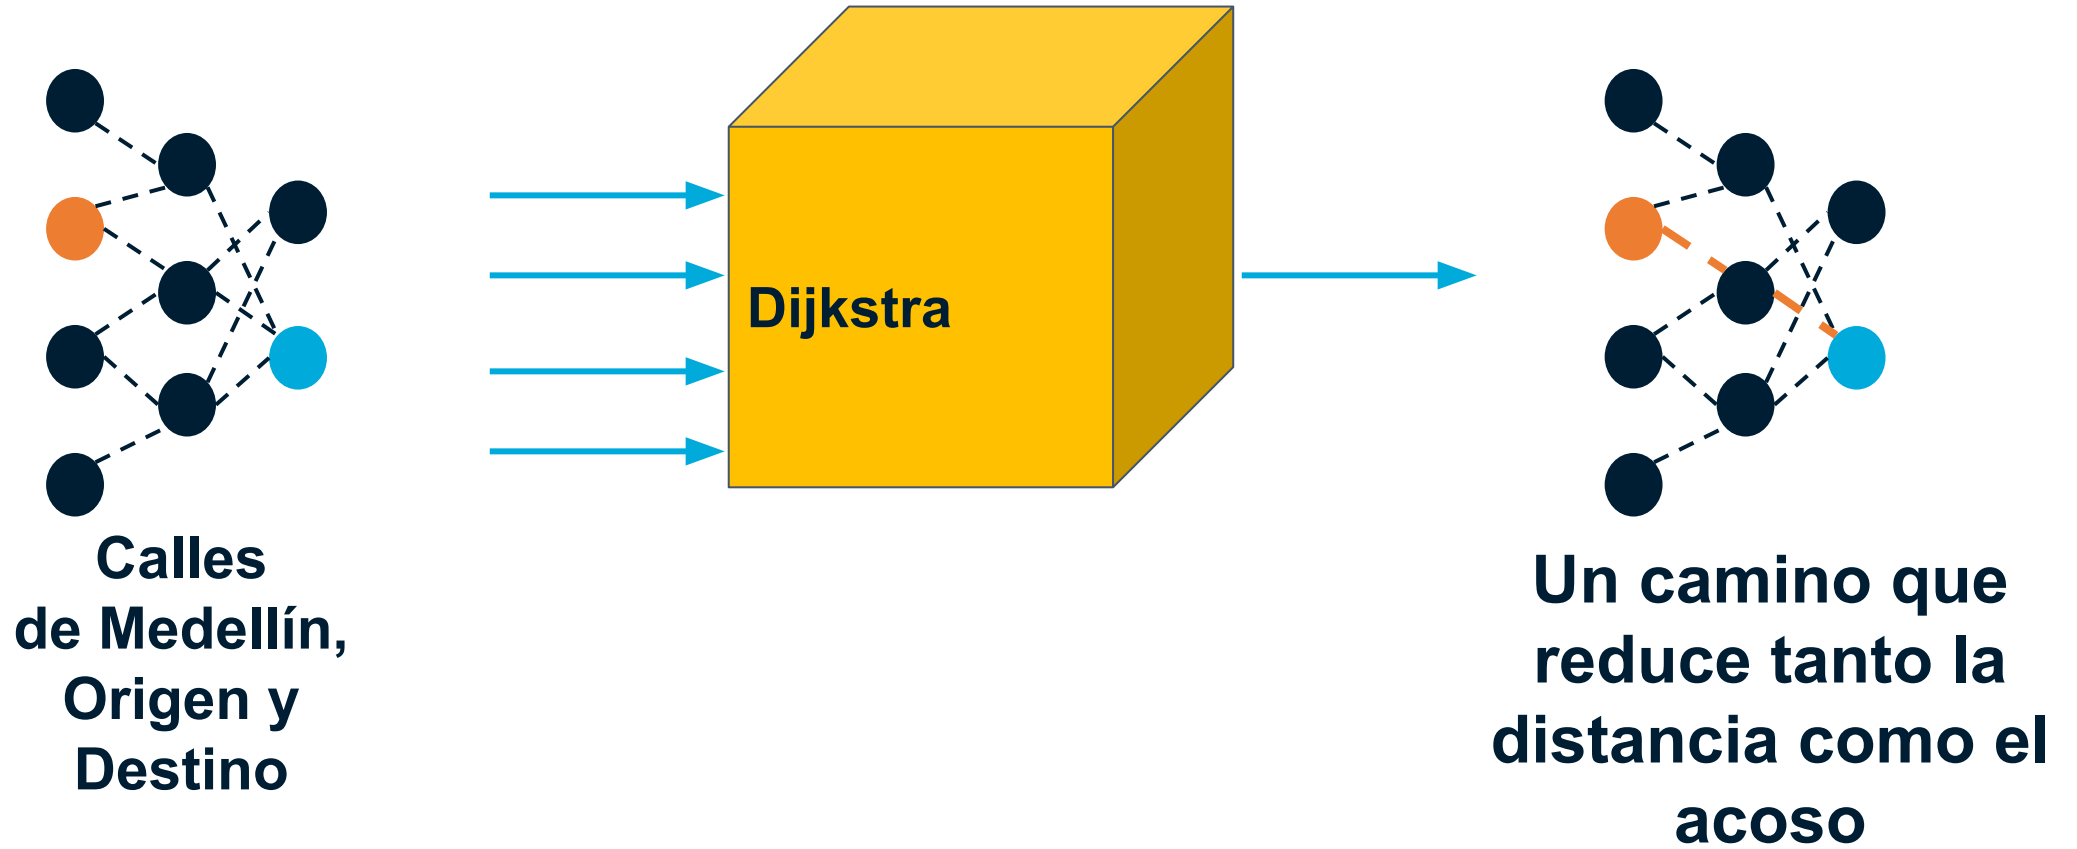 Dijkstra
Calles
de Medellín,
Origen y
Destino
Un camino que
reduce tanto la
distancia como el
acoso